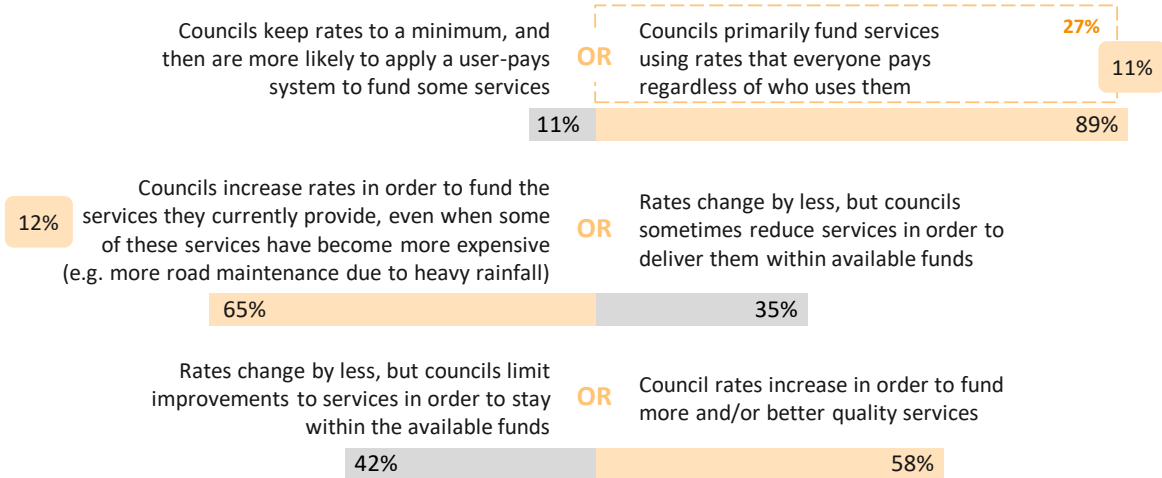 Councils keep rates to a minimum, and
then are more likely to apply a user-pays
system to fund some services
OR
Councils primarily fund services
using rates that everyone pays
regardless of who uses them
27%
11%
11%
89%
12%
Councils increase rates in order to fund the
services they currently provide, even when some
of these services have become more expensive
(e.g. more road maintenance due to heavy rainfall)
OR
Rates change by less, but councils
sometimes reduce services in order to
deliver them within available funds
65%
35%
Rates change by less, but councils limit
improvements to services in order to stay
within the available funds
OR
Council rates increase in order to fund
more and/or better quality services
42%
58%